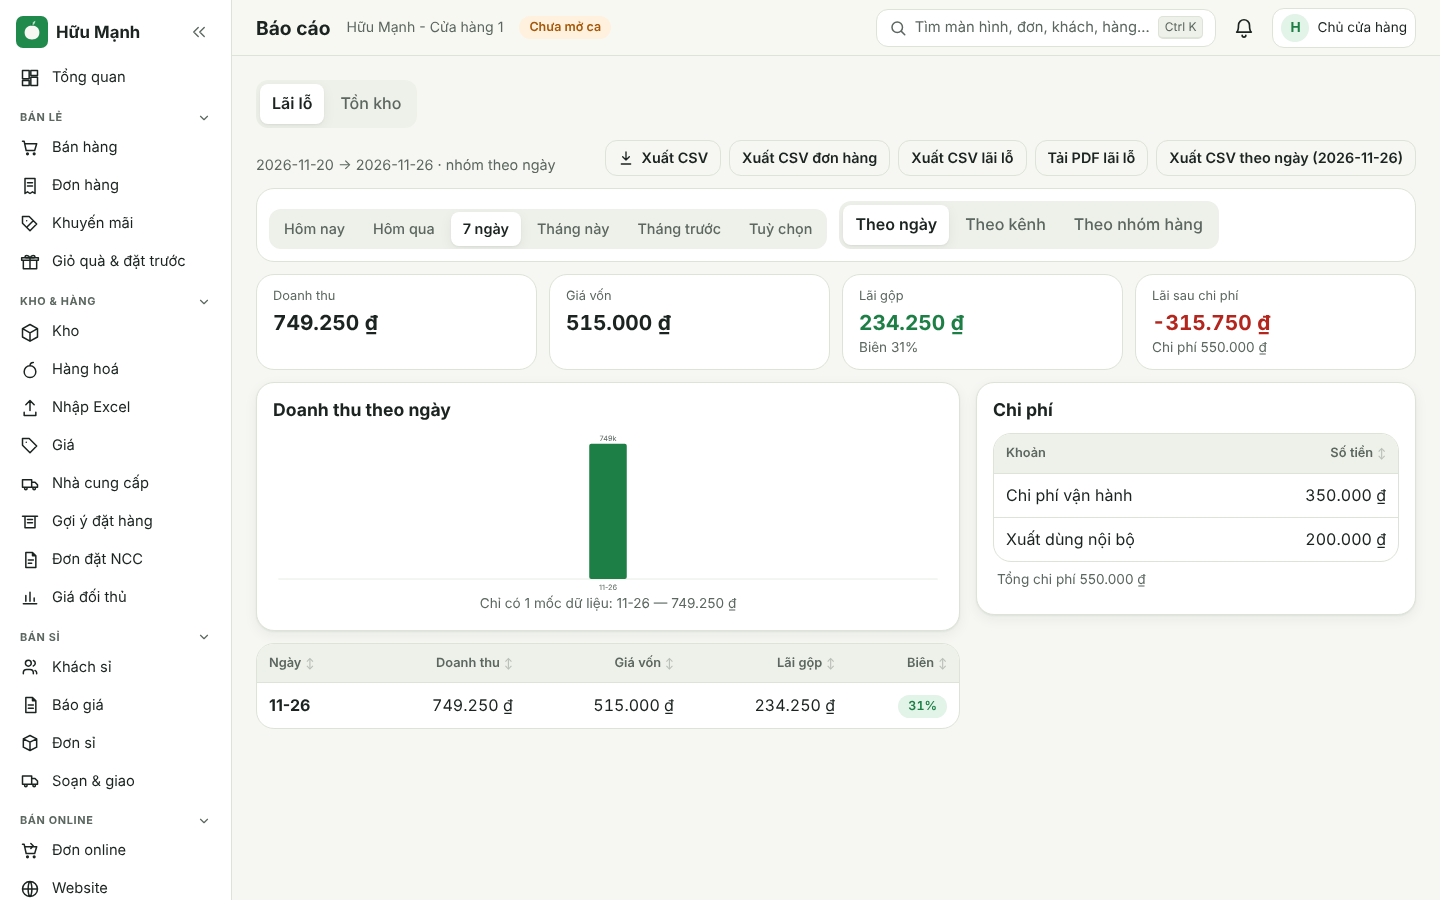 Hữu Mạnh
Tổng quan
BÁN LẺ
Bán hàng
Đơn hàng
Khuyến mãi
Giỏ quà & đặt trước
KHO & HÀNG
Kho
Hàng hoá
Nhập Excel
Giá
Nhà cung cấp
Gợi ý đặt hàng
Đơn đặt NCC
Giá đối thủ
BÁN SỈ
Khách sỉ
Báo giá
Đơn sỉ
Soạn & giao
BÁN ONLINE
Đơn online
Website
Báo cáo Hữu Mạnh - Cửa hàng 1 Chưa mở ca Tìm màn hình, đơn, khách, hàng... Ctrl K H Chủ cửa hàng
Lãi lỗ Tồn kho
2026-11-20 → 2026-11-26 · nhóm theo ngày Xuất CSV Xuất CSV đơn hàng Xuất CSV lãi lỗ Tải PDF lãi lỗ Xuất CSV theo ngày (2026-11-26)
Hôm nay Hôm qua 7 ngày Tháng này Tháng trước Tuỳ chọn Theo ngày Theo kênh Theo nhóm hàng
Doanh thu
749.250 ₫
Giá vốn
515.000 ₫
Lãi gộp
234.250 ₫
Biên 31%
Lãi sau chi phí
-315.750 ₫
Chi phí 550.000 ₫
Doanh thu theo ngày
749k
11-26
Chỉ có 1 mốc dữ liệu: 11-26 — 749.250 ₫
Chi phí
Khoản Số tiền
Chi phí vận hành 350.000 ₫
Xuất dùng nội bộ 200.000 ₫
Tổng chi phí 550.000 ₫
Ngày Doanh thu Giá vốn Lãi gộp Biên
11-26 749.250 ₫ 515.000 ₫ 234.250 ₫ 31%